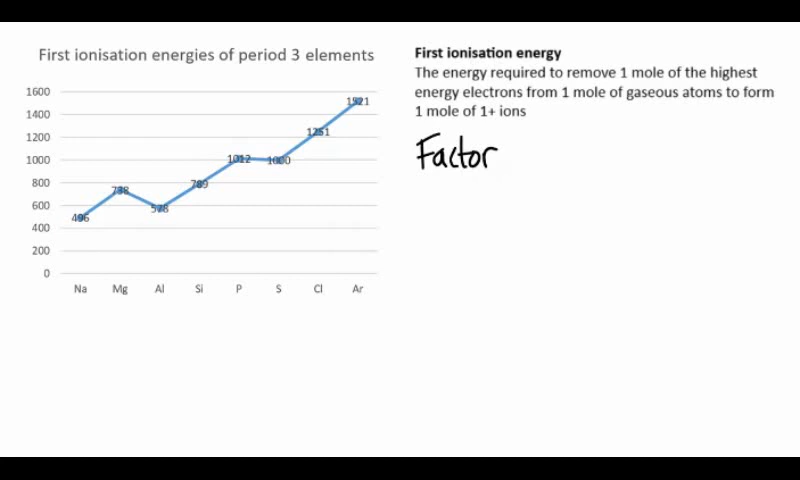 First ionisation energies of period 3 elements
1600
1400
1200
1000
800
600
400
200
0
496
738
578
789
1012
1000
1251
1521
Na Mg Al Si P S Cl Ar
First ionisation energy
The energy required to remove 1 mole of the highest
energy electrons from 1 mole of gaseous atoms to form
1 mole of 1+ ions
Factor